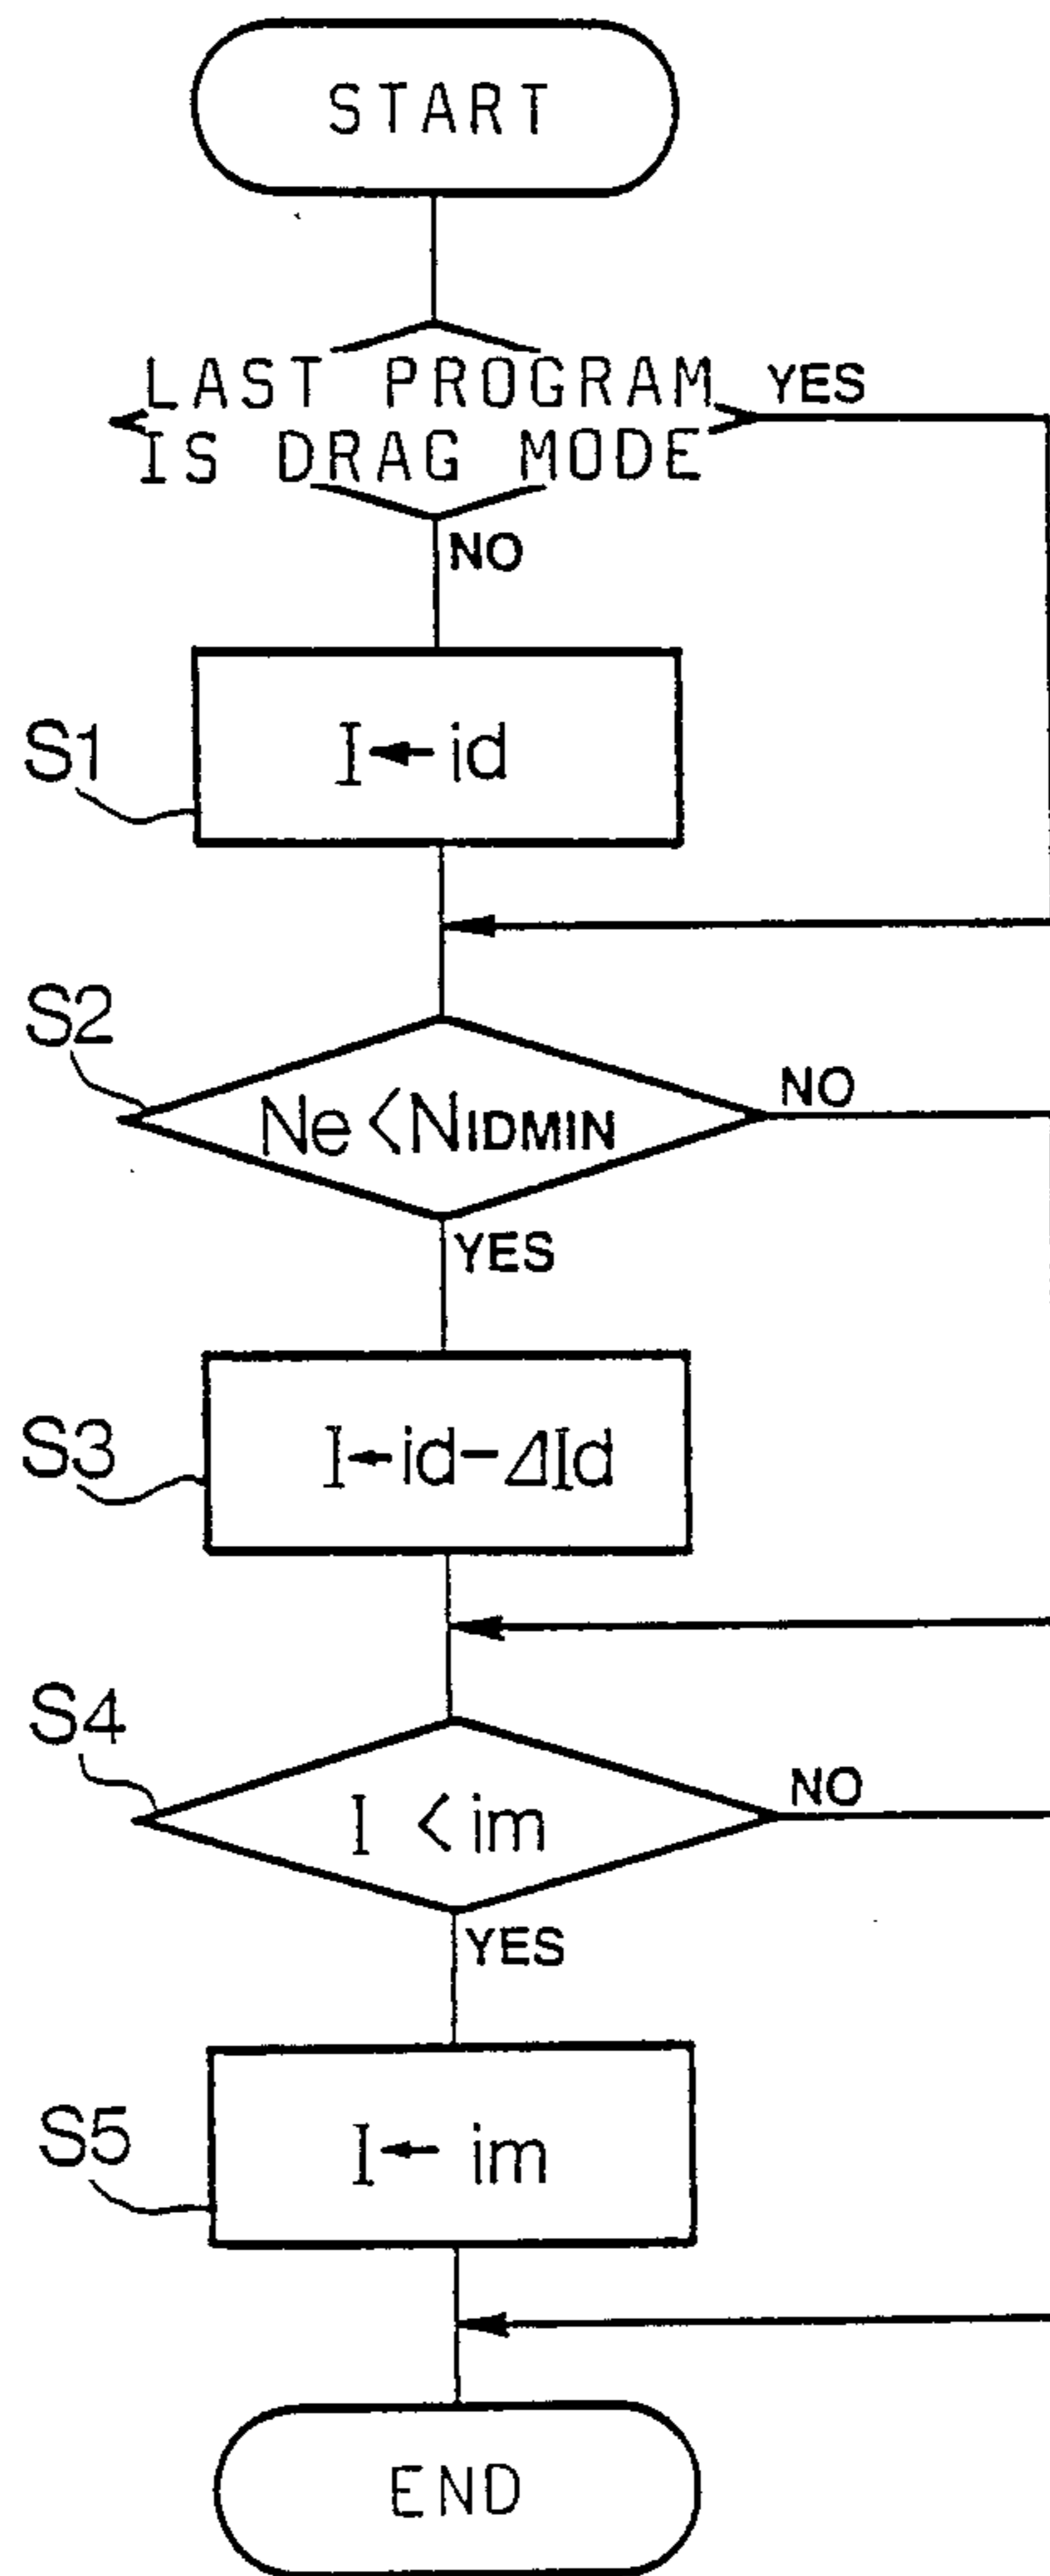 START
LAST PROGRAM
IS DRAG MODE
YES
NO
S1
I←id
S2
Ne<NIDMIN
NO
YES
S3
I←id-ΔId
S4
I<im
NO
YES
S5
I←im
END